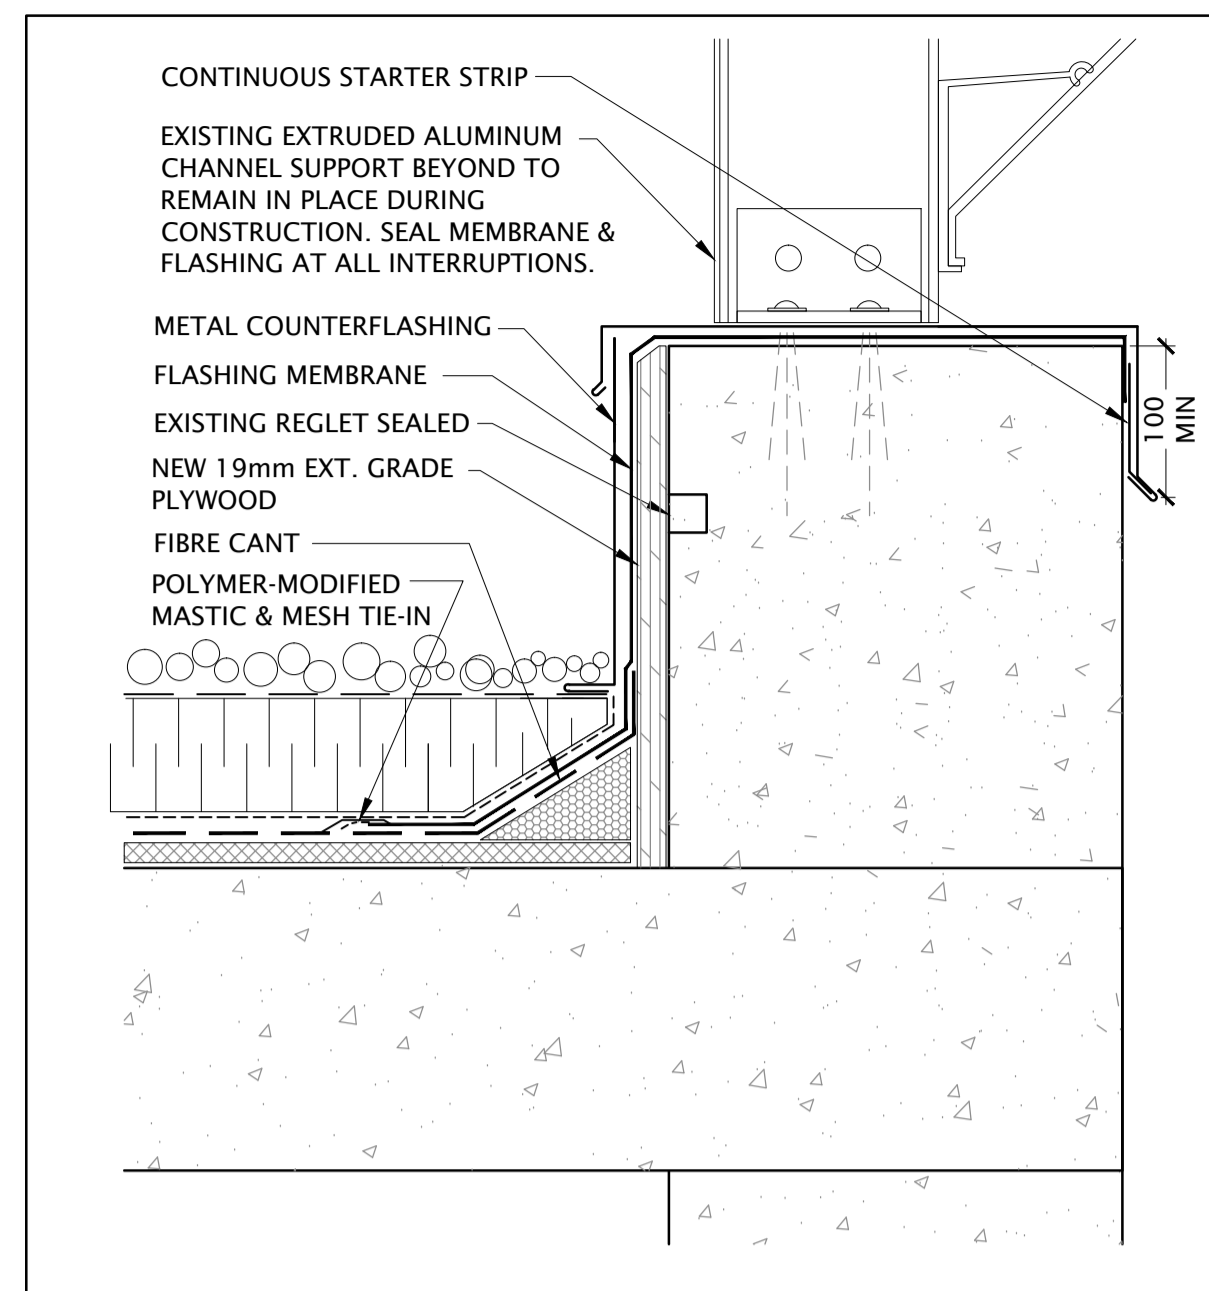 CONTINUOUS STARTER STRIP
EXISTING EXTRUDED ALUMINUM
CHANNEL SUPPORT BEYOND TO
REMAIN IN PLACE DURING
CONSTRUCTION. SEAL MEMBRANE &
FLASHING AT ALL INTERRUPTIONS.
METAL COUNTERFLASHING
FLASHING MEMBRANE
EXISTING REGLET SEALED
NEW 19mm EXT. GRADE
PLYWOOD
FIBRE CANT
POLYMER-MODIFIED
MASTIC & MESH TIE-IN
100
MIN